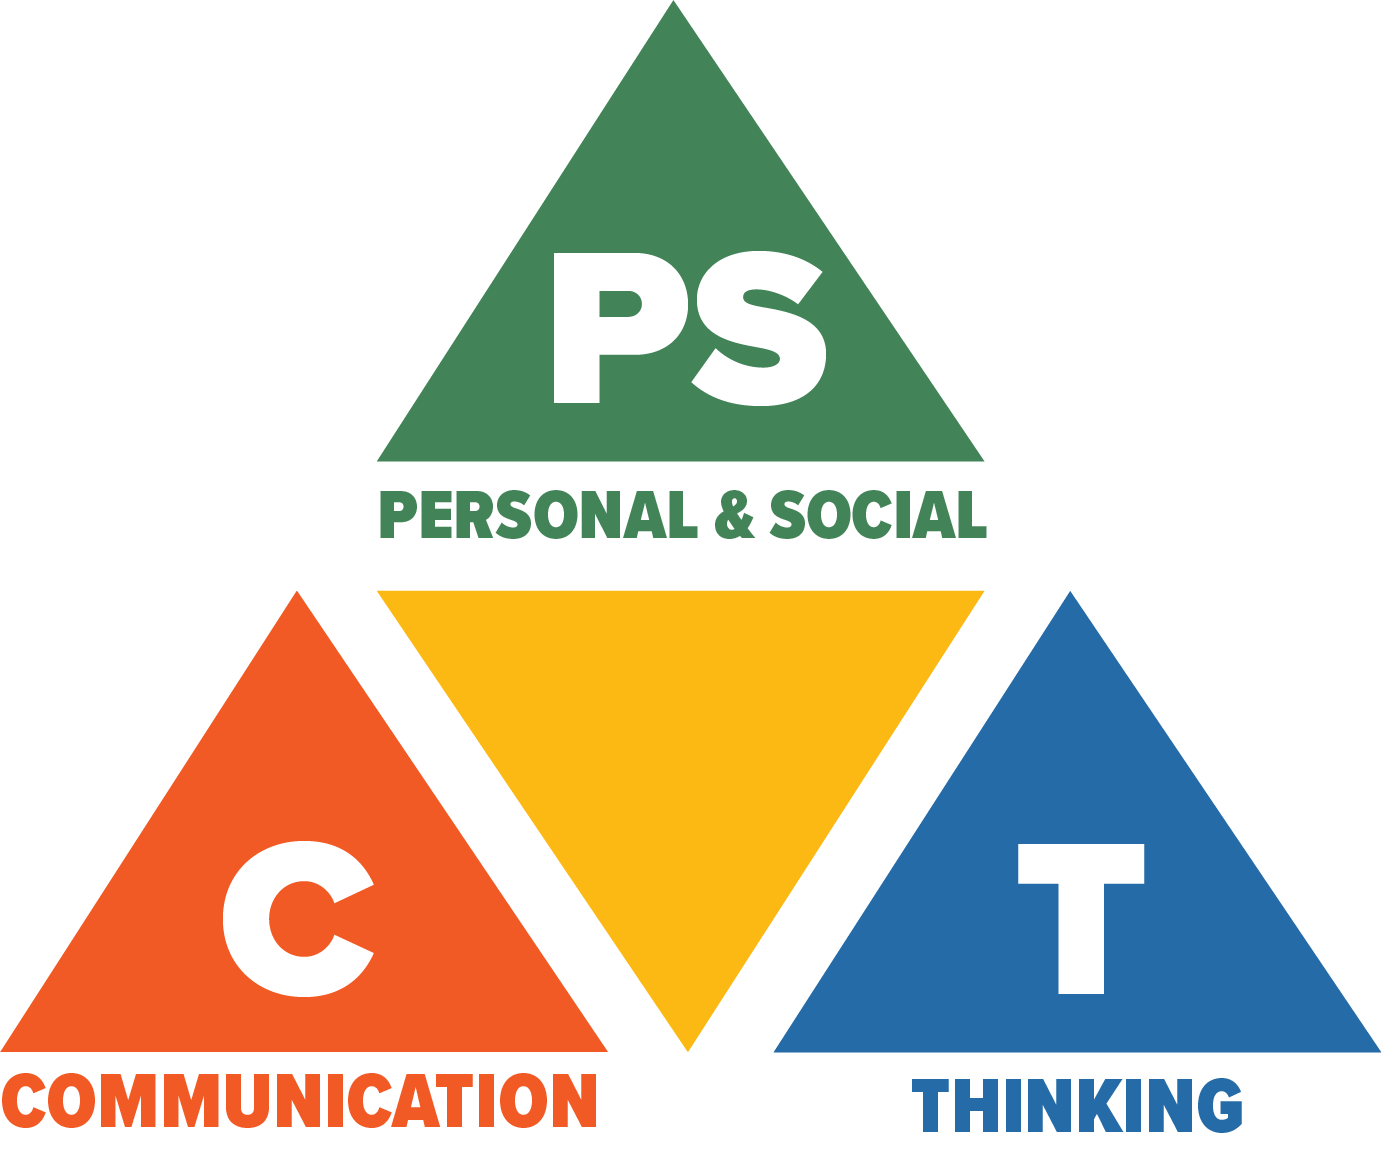 PS
PERSONAL & SOCIAL
C
T
COMMUNICATION
THINKING